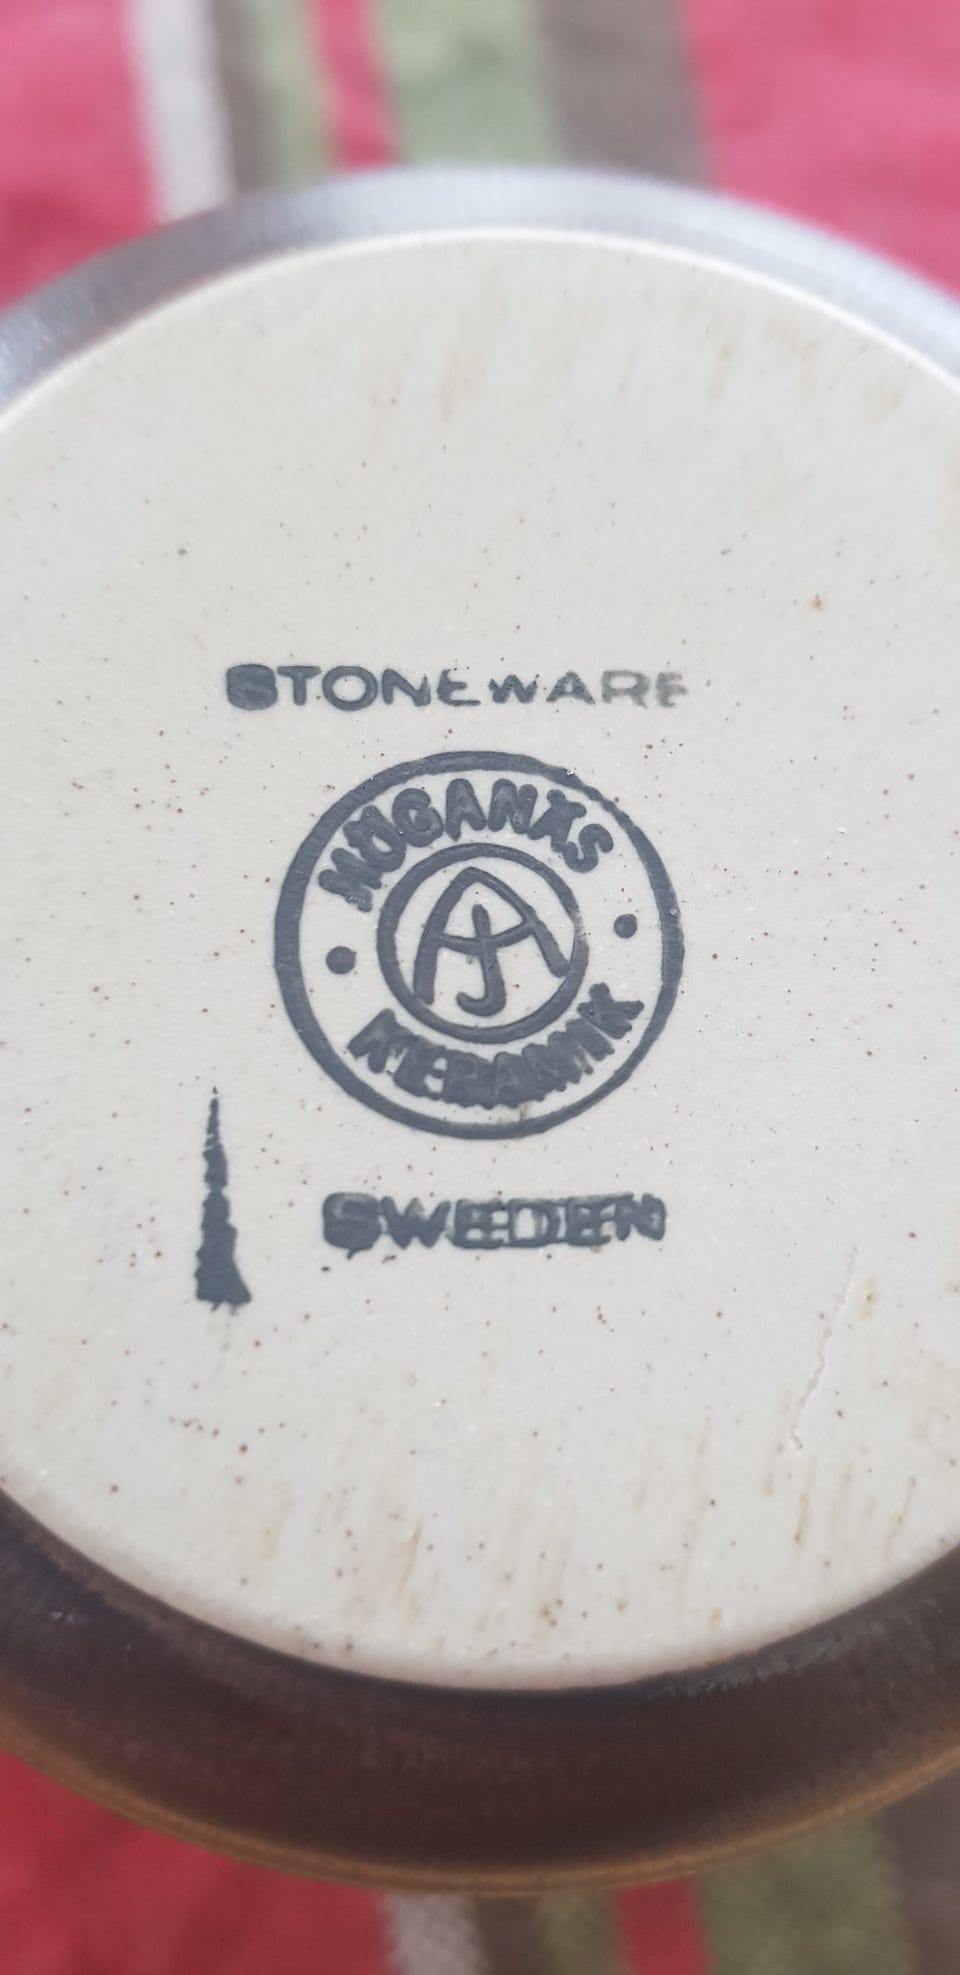 STONEWARE
HÖGANÄS
AJ
KERAMIK
SWEDEN